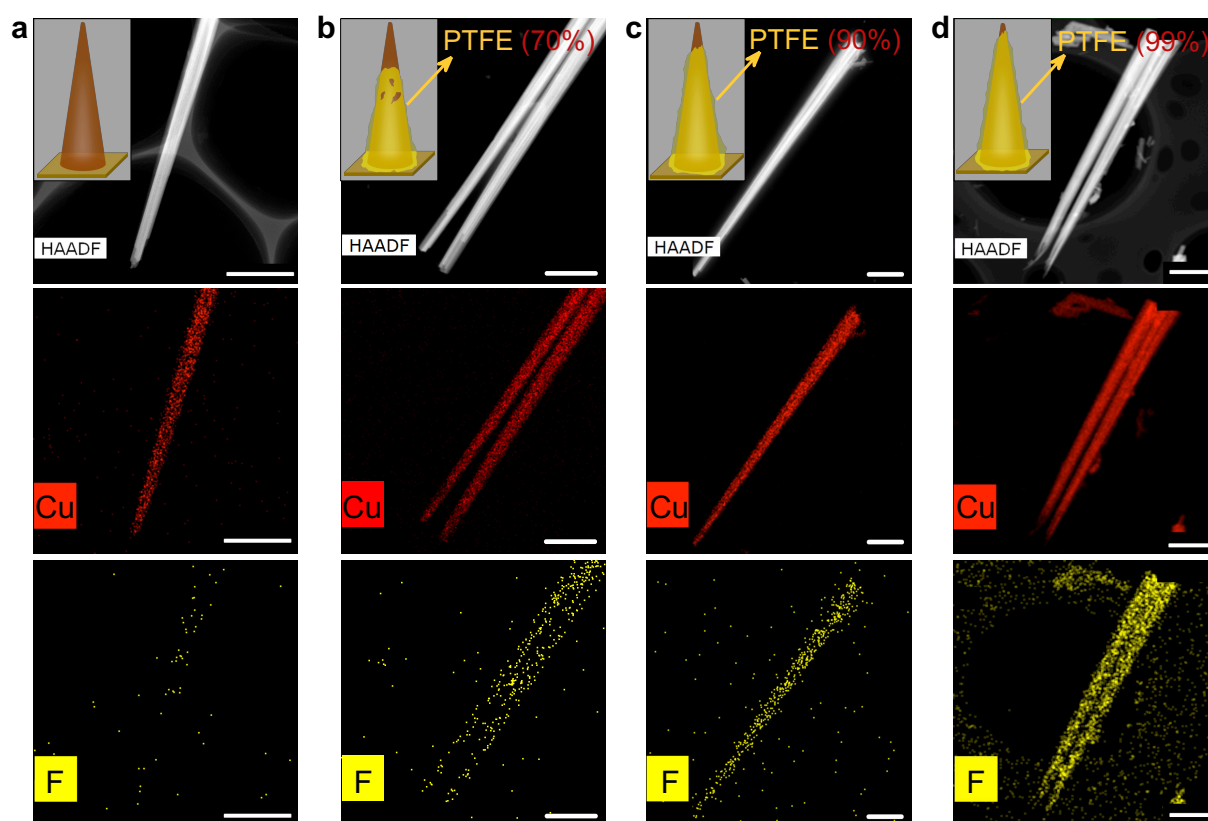 a
b
c
d
PTFE (70%)
PTFE (90%)
PTFE (99%)
HAADF
HAADF
HAADF
HAADF
Cu
Cu
Cu
Cu
F
F
F
F